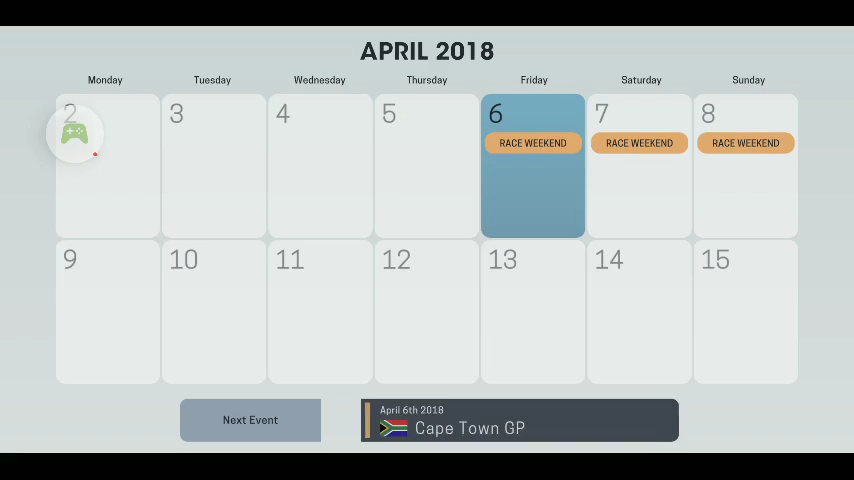 APRIL 2018
Monday Tuesday Wednesday Thursday Friday Saturday Sunday
2 3 4 5 6 7 8
RACE WEEKEND RACE WEEKEND RACE WEEKEND
9 10 11 12 13 14 15
April 6th 2018
Next Event
Cape Town GP